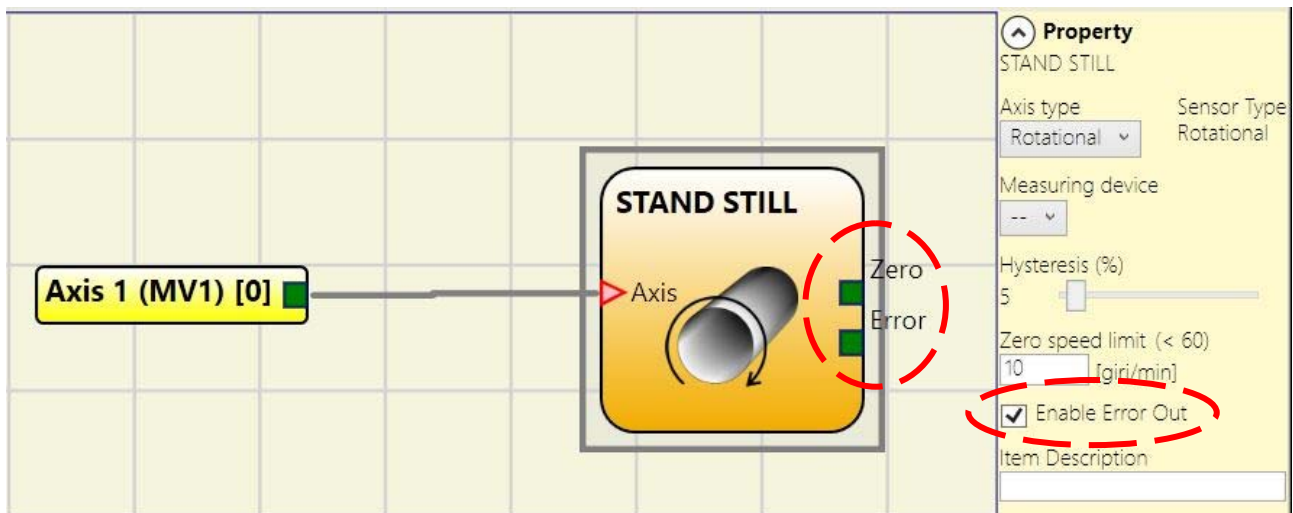 Axis 1 (MV1) [0]
STAND STILL
Axis
Zero
Error
Property
STAND STILL
Axis type Sensor Type
Rotational Rotational
Measuring device
--
Hysteresis (%)
5
Zero speed limit (< 60)
10 [giri/min]
Enable Error Out
Item Description